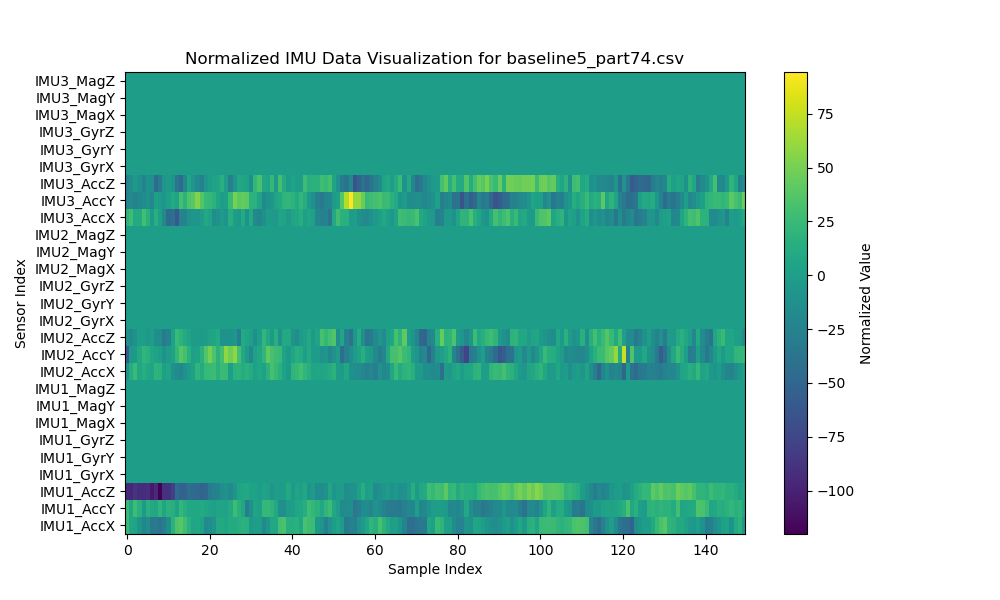 Normalized IMU Data Visualization for baseline5_part74.csv
IMU3_MagZ
IMU3_MagY
IMU3_MagX
IMU3_GyrZ
IMU3_GyrY
IMU3_GyrX
IMU3_AccZ
IMU3_AccY
IMU3_AccX
IMU2_MagZ
IMU2_MagY
IMU2_MagX
IMU2_GyrZ
IMU2_GyrY
IMU2_GyrX
IMU2_AccZ
IMU2_AccY
IMU2_AccX
IMU1_MagZ
IMU1_MagY
IMU1_MagX
IMU1_GyrZ
IMU1_GyrY
IMU1_GyrX
IMU1_AccZ
IMU1_AccY
IMU1_AccX
Sensor Index
0 20 40 60 80 100 120 140
Sample Index
75
50
25
0
−25
−50
−75
−100
Normalized Value